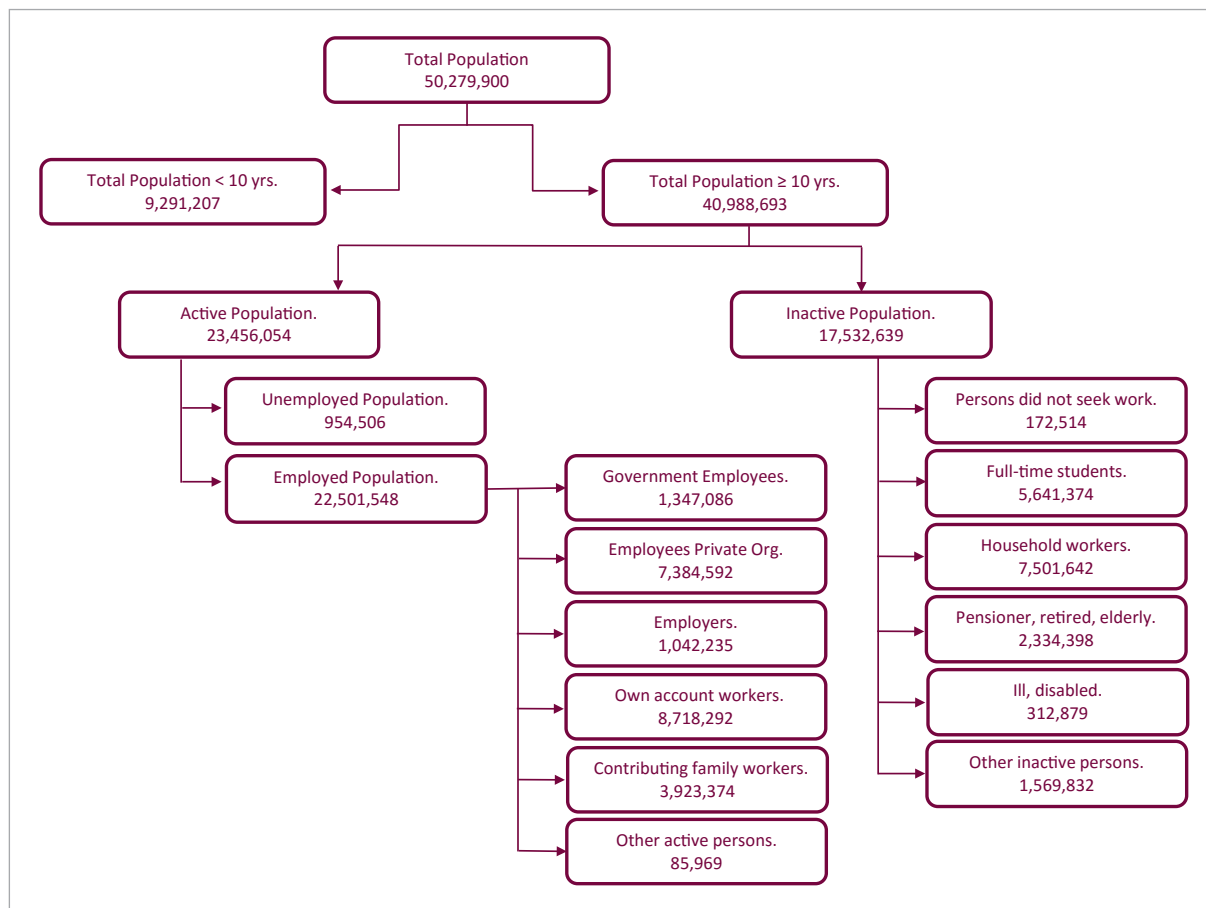 Total Population
50,279,900
Total Population < 10 yrs.
9,291,207
Total Population ≥ 10 yrs.
40,988,693
Active Population.
23,456,054
Inactive Population.
17,532,639
Unemployed Population.
954,506
Employed Population.
22,501,548
Government Employees.
1,347,086
Employees Private Org.
7,384,592
Employers.
1,042,235
Own account workers.
8,718,292
Contributing family workers.
3,923,374
Other active persons.
85,969
Persons did not seek work.
172,514
Full-time students.
5,641,374
Household workers.
7,501,642
Pensioner, retired, elderly.
2,334,398
Ill, disabled.
312,879
Other inactive persons.
1,569,832